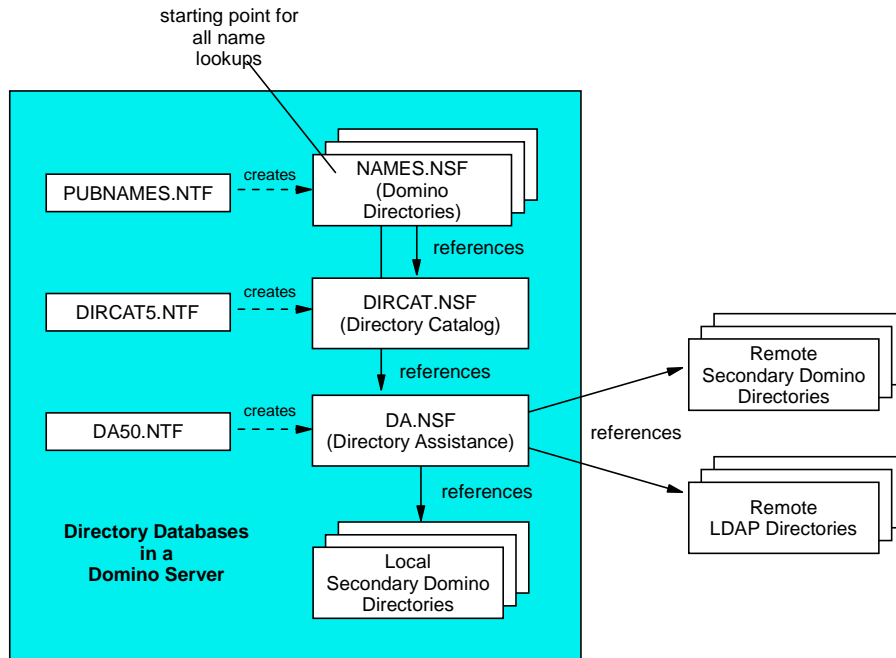 starting point for
all name
lookups
PUBNAMES.NTF
creates
NAMES.NSF
(Domino
Directories)
references
DIRCAT5.NTF
creates
DIRCAT.NSF
(Directory Catalog)
references
DA50.NTF
creates
DA.NSF
(Directory Assistance)
references
Remote
Secondary Domino
Directories
references
Remote
LDAP Directories
Local
Secondary Domino
Directories
Directory Databases
in a
Domino Server